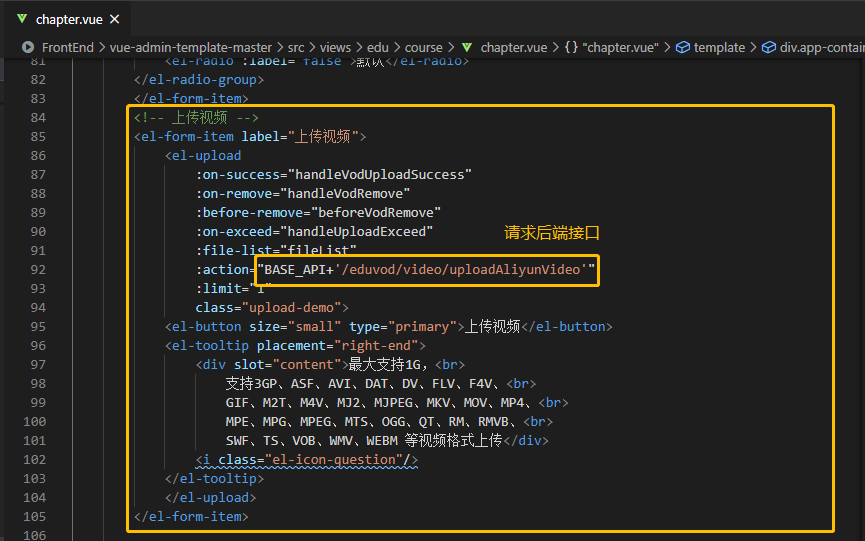 chapter.vue ×
FrontEnd > vue-admin-template-master > src > views > edu > course > chapter.vue > {} "chapter.vue" > template > div.app-contain
81 <el-radio :label="false">默认</el-radio>
82 </el-radio-group>
83 </el-form-item>
84 <!-- 上传视频 -->
85 <el-form-item label="上传视频">
86 <el-upload
87 :on-success="handleVodUploadSuccess"
88 :on-remove="handleVodRemove"
89 :before-remove="beforeVodRemove"
90 :on-exceed="handleUploadExceed"
请求后端接口
91 :file-list="fileList"
92 :action="BASE_API+'/eduvod/video/uploadAliyunVideo'"
93 :limit="1"
94 class="upload-demo">
95 <el-button size="small" type="primary">上传视频</el-button>
96 <el-tooltip placement="right-end">
97 <div slot="content">最大支持1G，<br>
98 支持3GP、ASF、AVI、DAT、DV、FLV、F4V、<br>
99 GIF、M2T、M4V、MJ2、MJPEG、MKV、MOV、MP4、<br>
100 MPE、MPG、MPEG、MTS、OGG、QT、RM、RMVB、<br>
101 SWF、TS、VOB、WMV、WEBM 等视频格式上传</div>
102 <i class="el-icon-question"/>
103 </el-tooltip>
104 </el-upload>
105 </el-form-item>
106